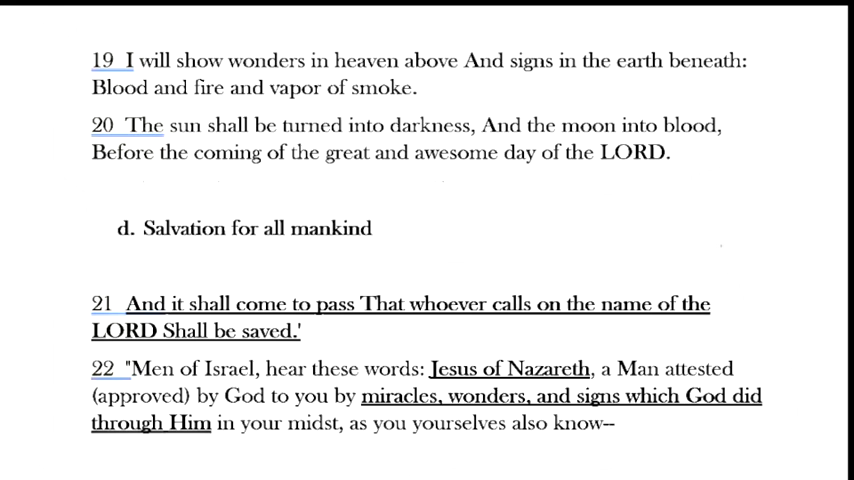 19 I will show wonders in heaven above And signs in the earth beneath:
Blood and fire and vapor of smoke.
20 The sun shall be turned into darkness, And the moon into blood,
Before the coming of the great and awesome day of the LORD.
d. Salvation for all mankind
21 And it shall come to pass That whoever calls on the name of the
LORD Shall be saved.'
22 "Men of Israel, hear these words: Jesus of Nazareth, a Man attested
(approved) by God to you by miracles, wonders, and signs which God did
through Him in your midst, as you yourselves also know--